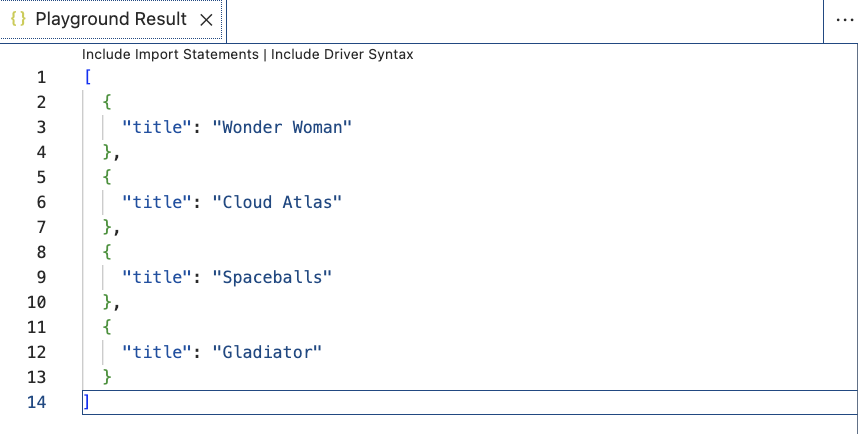 {} Playground Result ×
Include Import Statements | Include Driver Syntax
1 [
2 {
3 "title": "Wonder Woman"
4 },
5 {
6 "title": "Cloud Atlas"
7 },
8 {
9 "title": "Spaceballs"
10 },
11 {
12 "title": "Gladiator"
13 }
14 ]